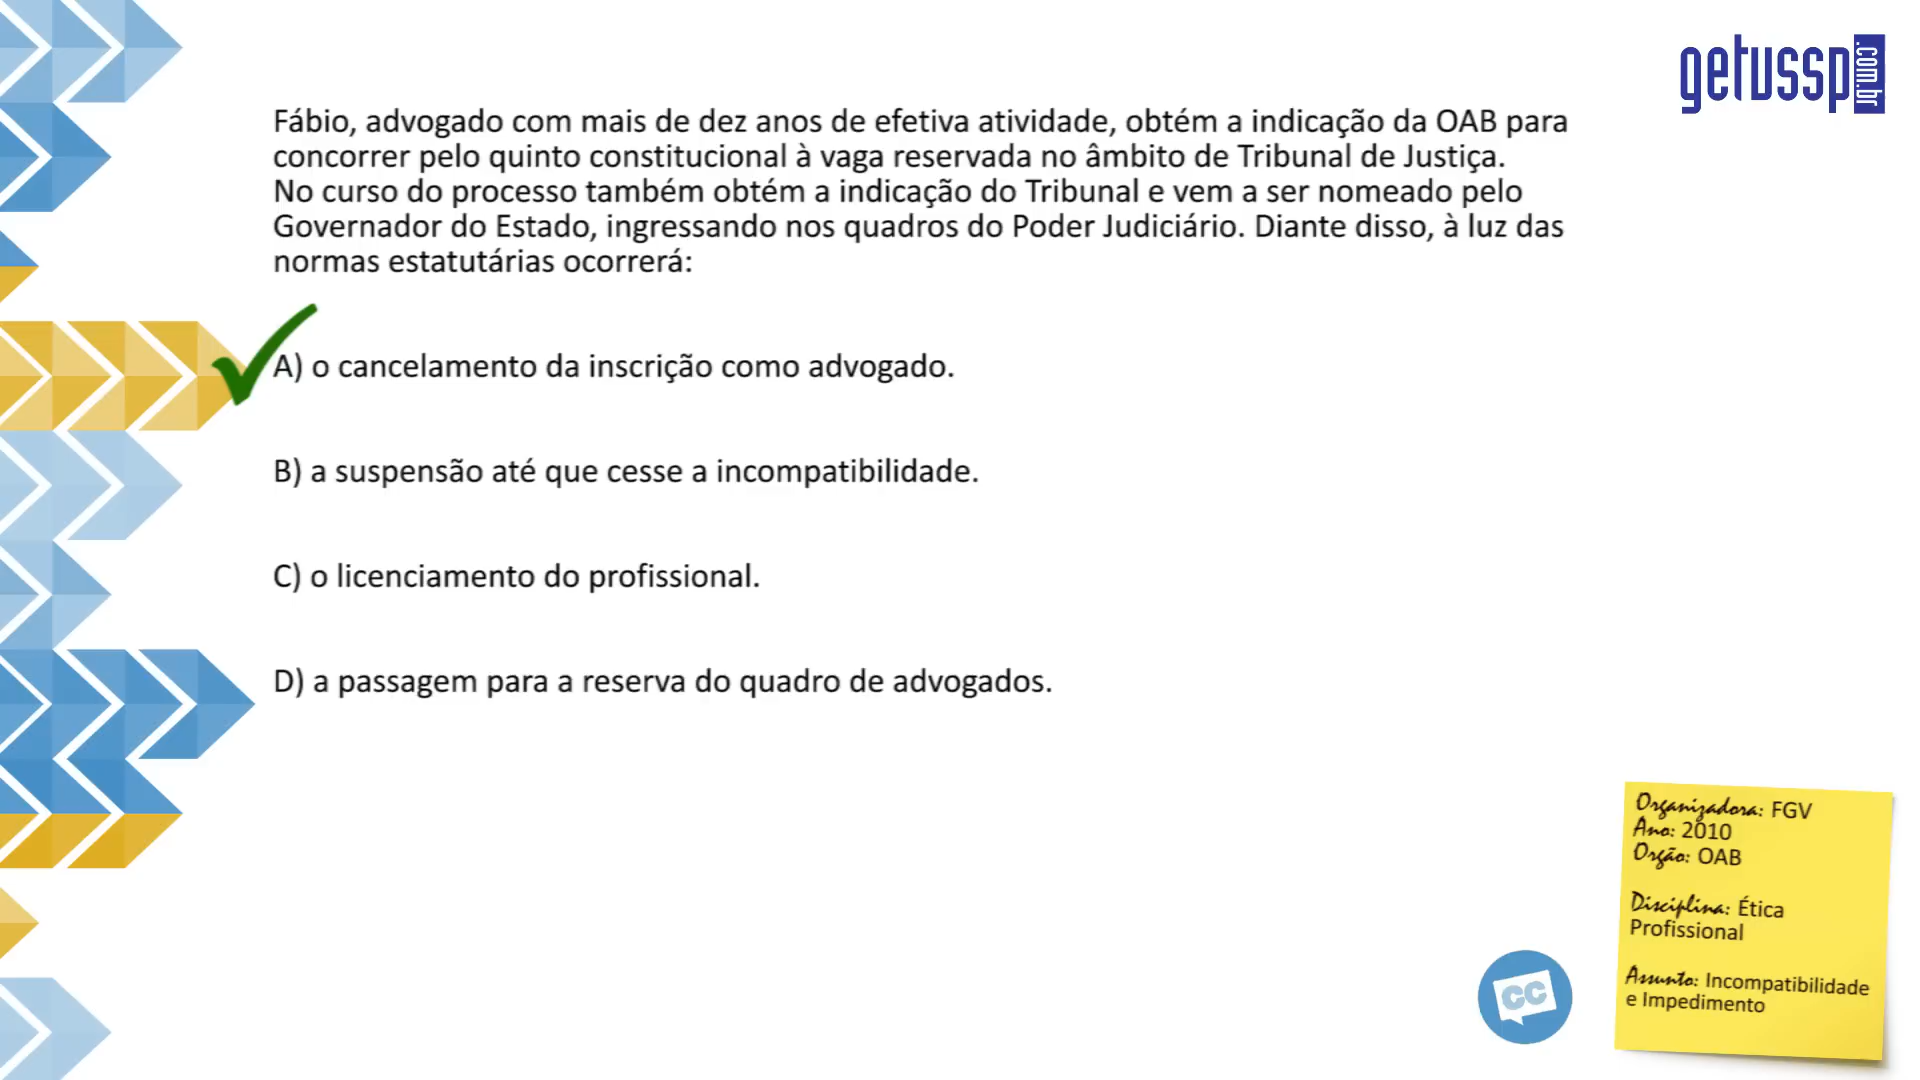 getussp.com.br
Fábio, advogado com mais de dez anos de efetiva atividade, obtém a indicação da OAB para
concorrer pelo quinto constitucional à vaga reservada no âmbito de Tribunal de Justiça.
No curso do processo também obtém a indicação do Tribunal e vem a ser nomeado pelo
Governador do Estado, ingressando nos quadros do Poder Judiciário. Diante disso, à luz das
normas estatutárias ocorrerá:
A) o cancelamento da inscrição como advogado.
B) a suspensão até que cesse a incompatibilidade.
C) o licenciamento do profissional.
D) a passagem para a reserva do quadro de advogados.
Organizadora: FGV
Ano: 2010
Orgão: OAB
Disciplina: Ética
Profissional
Assunto: Incompatibilidade
e Impedimento
CC